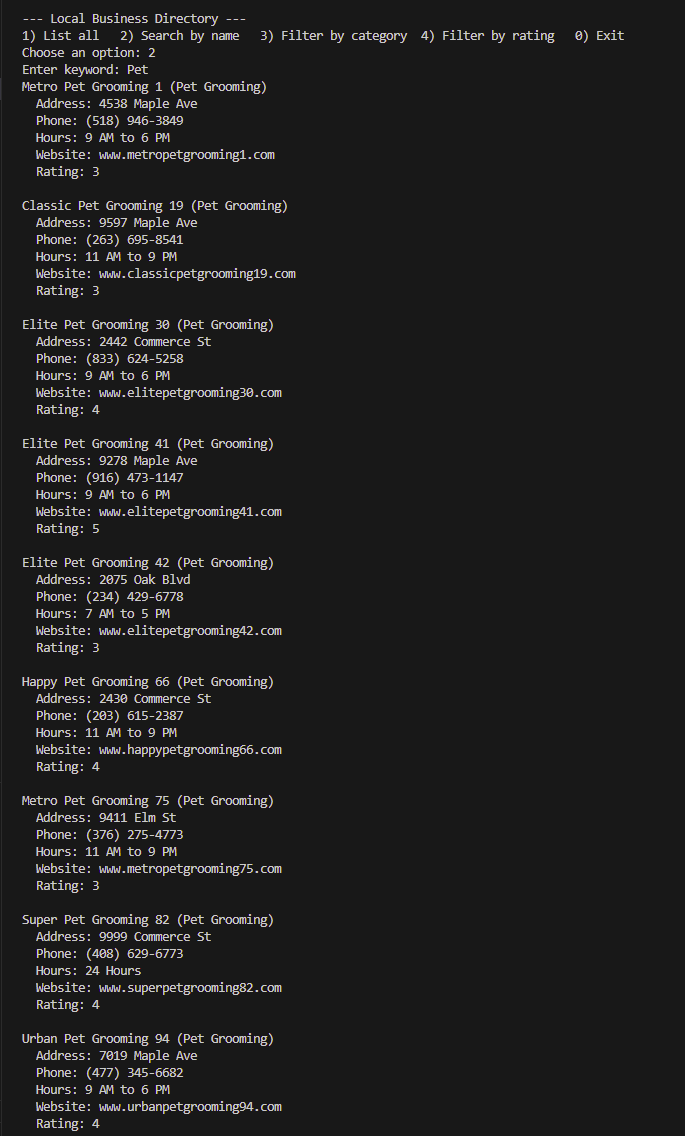 --- Local Business Directory ---
1) List all   2) Search by name   3) Filter by category  4) Filter by rating   0) Exit
Choose an option: 2
Enter keyword: Pet
Metro Pet Grooming 1 (Pet Grooming)
  Address: 4538 Maple Ave
  Phone: (518) 946-3849
  Hours: 9 AM to 6 PM
  Website: www.metropetgrooming1.com
  Rating: 3

Classic Pet Grooming 19 (Pet Grooming)
  Address: 9597 Maple Ave
  Phone: (263) 695-8541
  Hours: 11 AM to 9 PM
  Website: www.classicpetgrooming19.com
  Rating: 3

Elite Pet Grooming 30 (Pet Grooming)
  Address: 2442 Commerce St
  Phone: (833) 624-5258
  Hours: 9 AM to 6 PM
  Website: www.elitepetgrooming30.com
  Rating: 4

Elite Pet Grooming 41 (Pet Grooming)
  Address: 9278 Maple Ave
  Phone: (916) 473-1147
  Hours: 9 AM to 6 PM
  Website: www.elitepetgrooming41.com
  Rating: 5

Elite Pet Grooming 42 (Pet Grooming)
  Address: 2075 Oak Blvd
  Phone: (234) 429-6778
  Hours: 7 AM to 5 PM
  Website: www.elitepetgrooming42.com
  Rating: 3

Happy Pet Grooming 66 (Pet Grooming)
  Address: 2430 Commerce St
  Phone: (203) 615-2387
  Hours: 11 AM to 9 PM
  Website: www.happypetgrooming66.com
  Rating: 4

Metro Pet Grooming 75 (Pet Grooming)
  Address: 9411 Elm St
  Phone: (376) 275-4773
  Hours: 11 AM to 9 PM
  Website: www.metropetgrooming75.com
  Rating: 3

Super Pet Grooming 82 (Pet Grooming)
  Address: 9999 Commerce St
  Phone: (408) 629-6773
  Hours: 24 Hours
  Website: www.superpetgrooming82.com
  Rating: 4

Urban Pet Grooming 94 (Pet Grooming)
  Address: 7019 Maple Ave
  Phone: (477) 345-6682
  Hours: 9 AM to 6 PM
  Website: www.urbanpetgrooming94.com
  Rating: 4